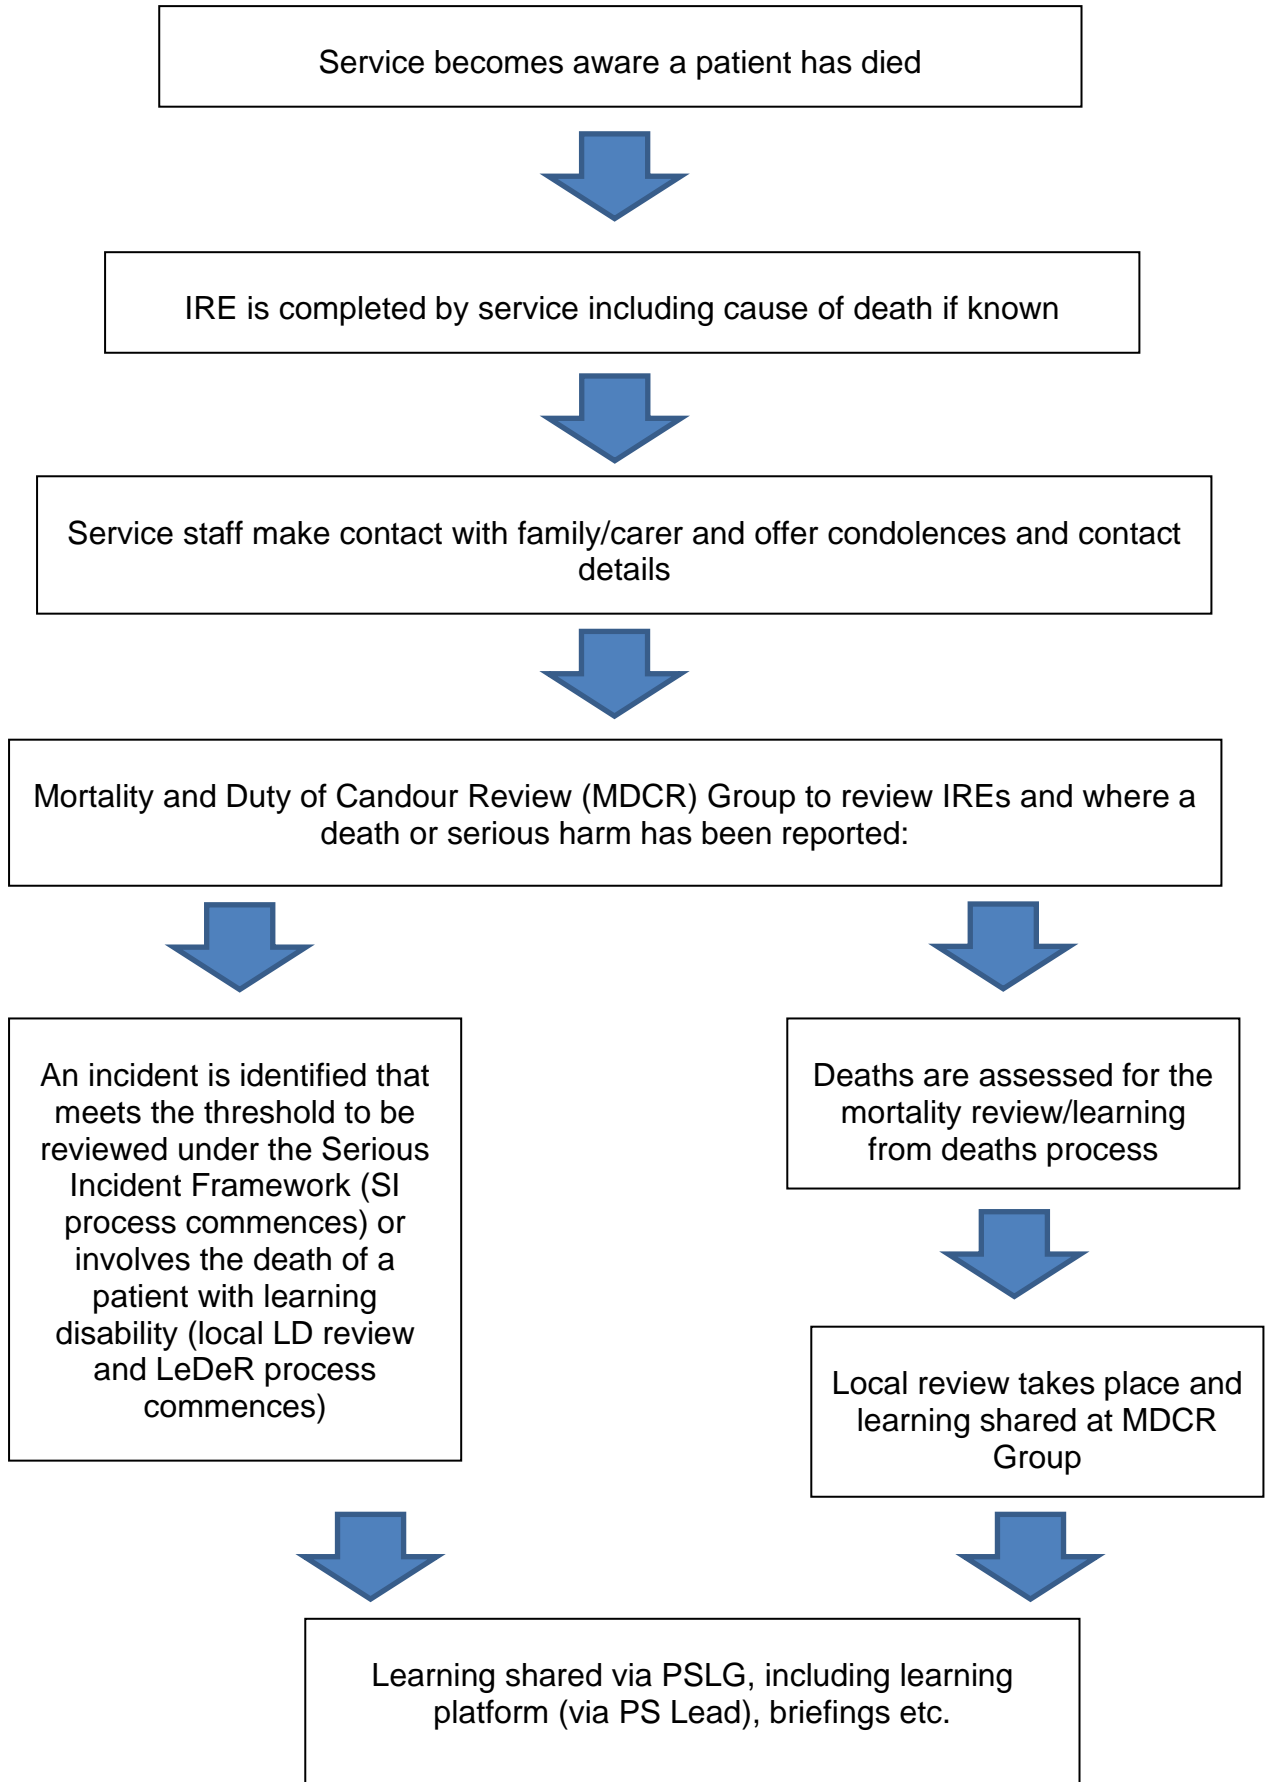 Service becomes aware a patient has died
IRE is completed by service including cause of death if known
Service staff make contact with family/carer and offer condolences and contact
details
Mortality and Duty of Candour Review (MDCR) Group to review IREs and where a
death or serious harm has been reported:
An incident is identified that
meets the threshold to be
reviewed under the Serious
Incident Framework (SI
process commences) or
involves the death of a
patient with learning
disability (local LD review
and LeDeR process
commences)
Deaths are assessed for the
mortality review/learning
from deaths process
Local review takes place and
learning shared at MDCR
Group
Learning shared via PSLG, including learning
platform (via PS Lead), briefings etc.